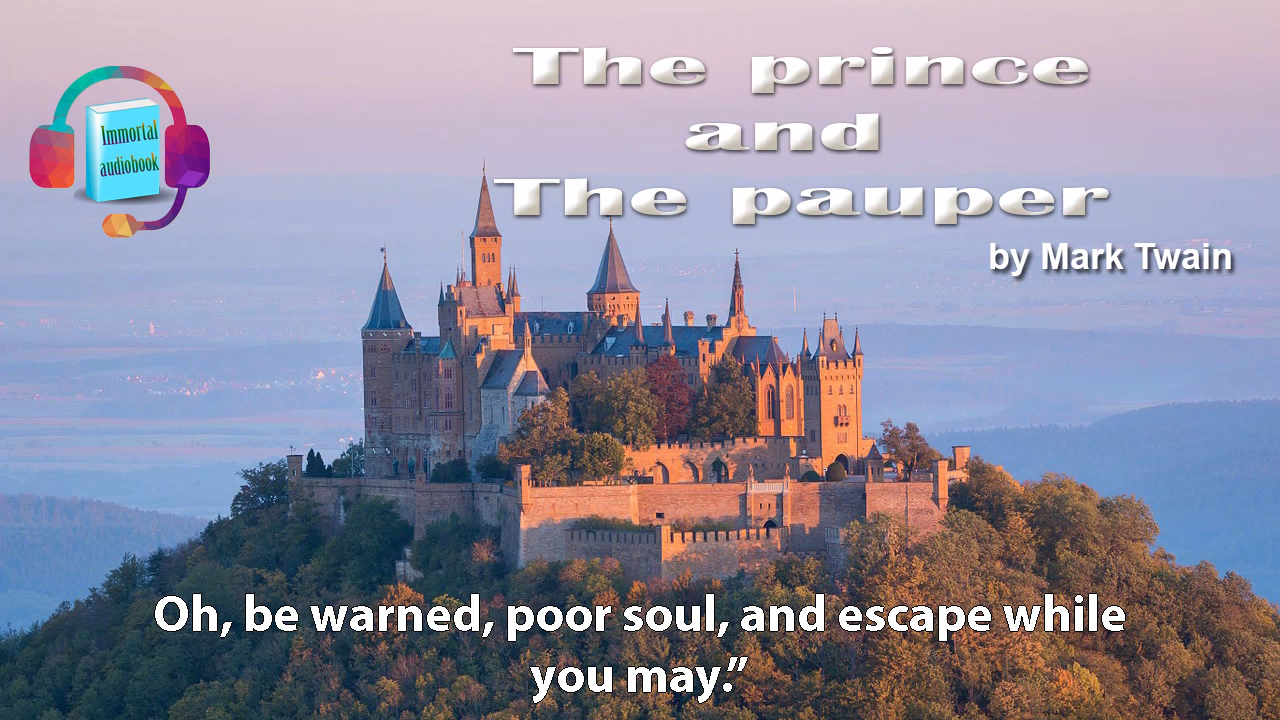 The prince
and
The pauper
by Mark Twain
Immortal
audiobook
Oh, be warned, poor soul, and escape while
you may.”